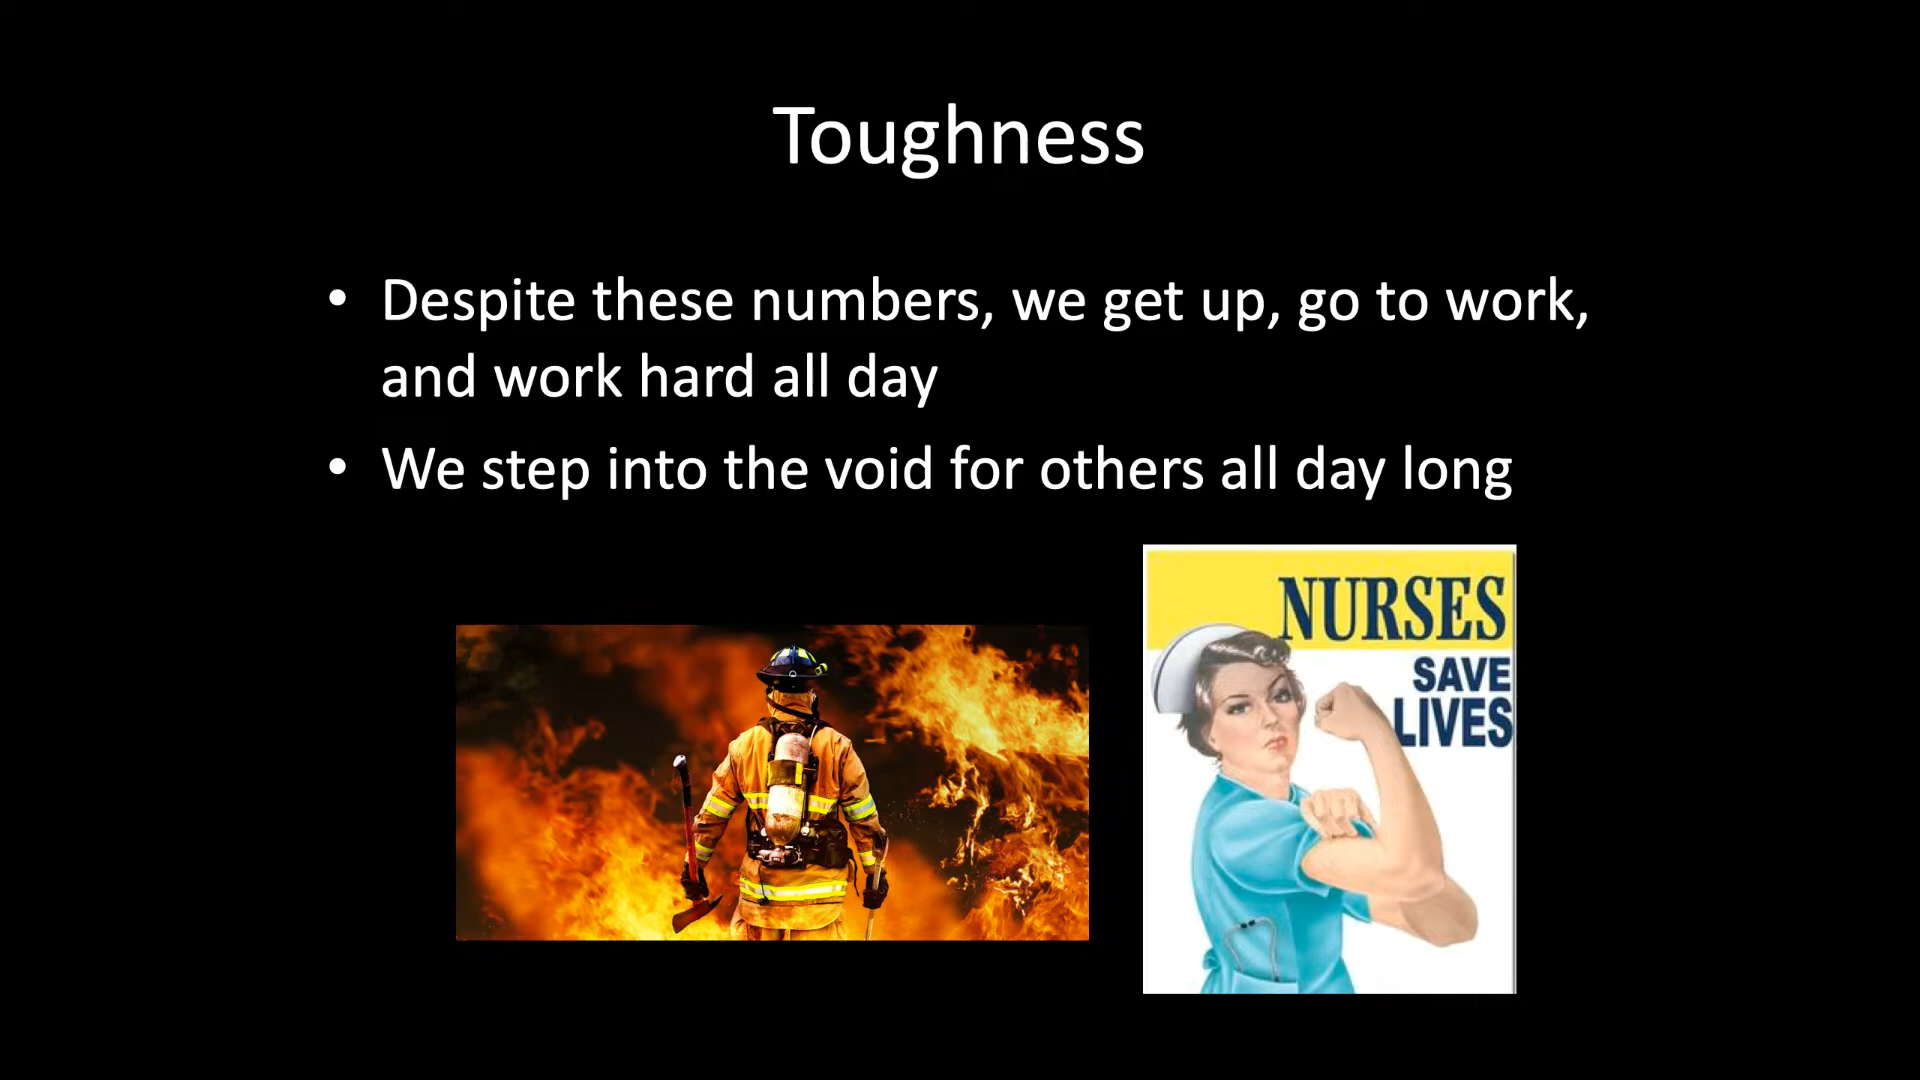 Toughness
• Despite these numbers, we get up, go to work,
and work hard all day
• We step into the void for others all day long
NURSES
SAVE
LIVES